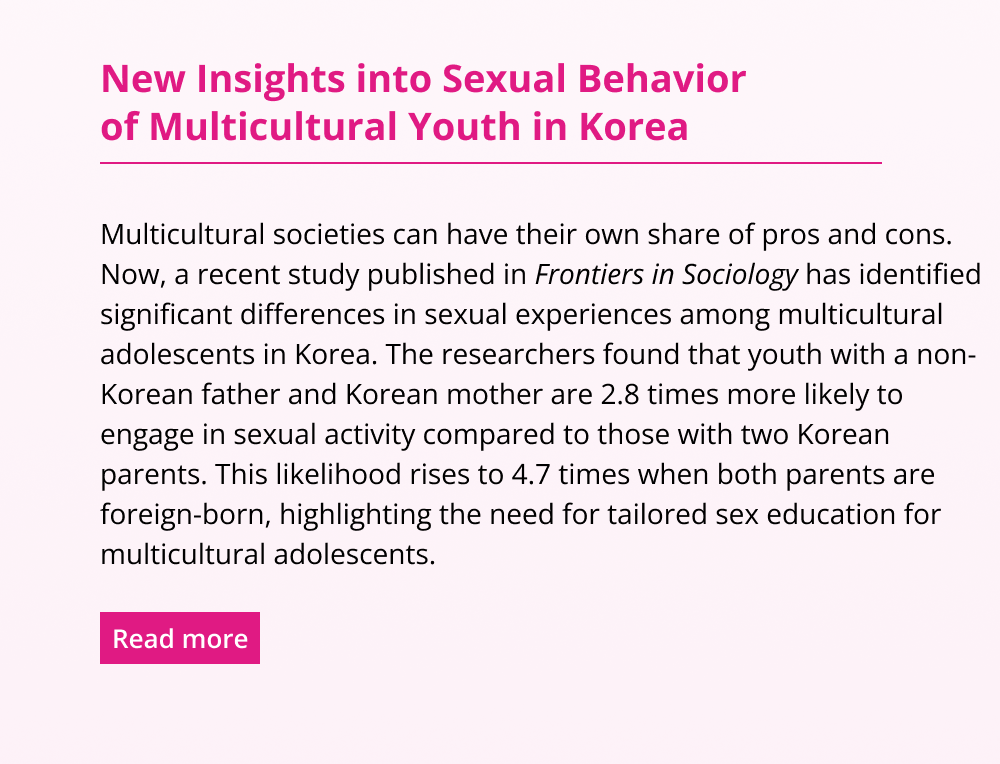 New Insights into Sexual Behavior
of Multicultural Youth in Korea
Multicultural societies can have their own share of pros and cons.
Now, a recent study published in Frontiers in Sociology has identified
significant differences in sexual experiences among multicultural
adolescents in Korea. The researchers found that youth with a non-
Korean father and Korean mother are 2.8 times more likely to
engage in sexual activity compared to those with two Korean
parents. This likelihood rises to 4.7 times when both parents are
foreign-born, highlighting the need for tailored sex education for
multicultural adolescents.
Read more